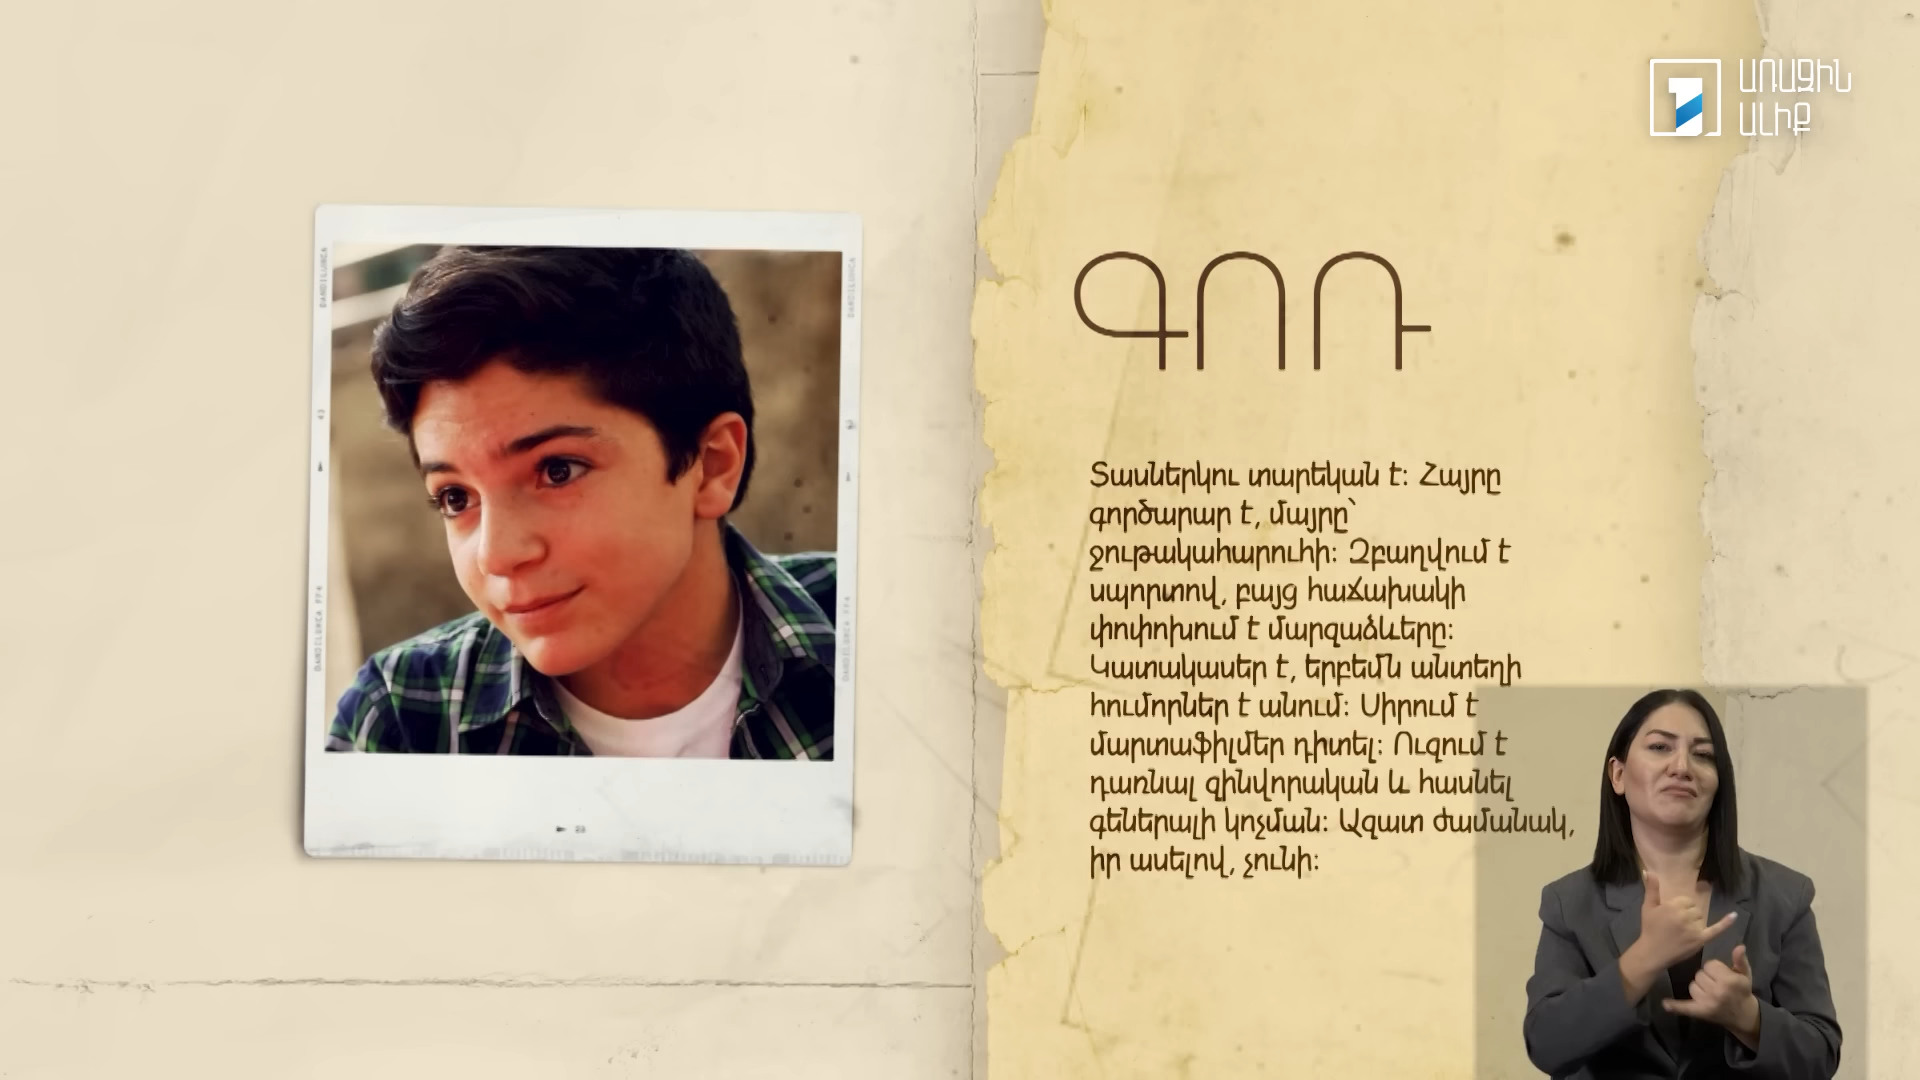 ԱՌԱՋԻՆ
ԱԼԻՔ
ԳՈՌ
Տասներկու տարեկան է: Հայրը
գործարար է, մայրը՝
ջութակահարուհի: Զբաղվում է
սպորտով, բայց հաճախակի
փոփոխում է մարզաձևերը:
Կատակասեր է, երբեմն անտեղի
հումորներ է անում: Սիրում է
մարտաֆիլմեր դիտել: Ուզում է
դառնալ զինվորական և հասնել
գեներալի կոչման: Ազատ ժամանակ,
իր ասելով, չունի: